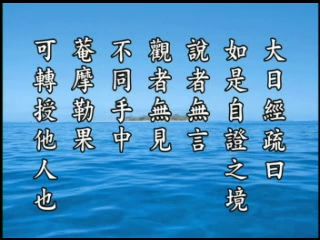 大日經疏曰
如是自證之境
說者無言
觀者無見
不同手中
菴摩勒果
可轉授他人也